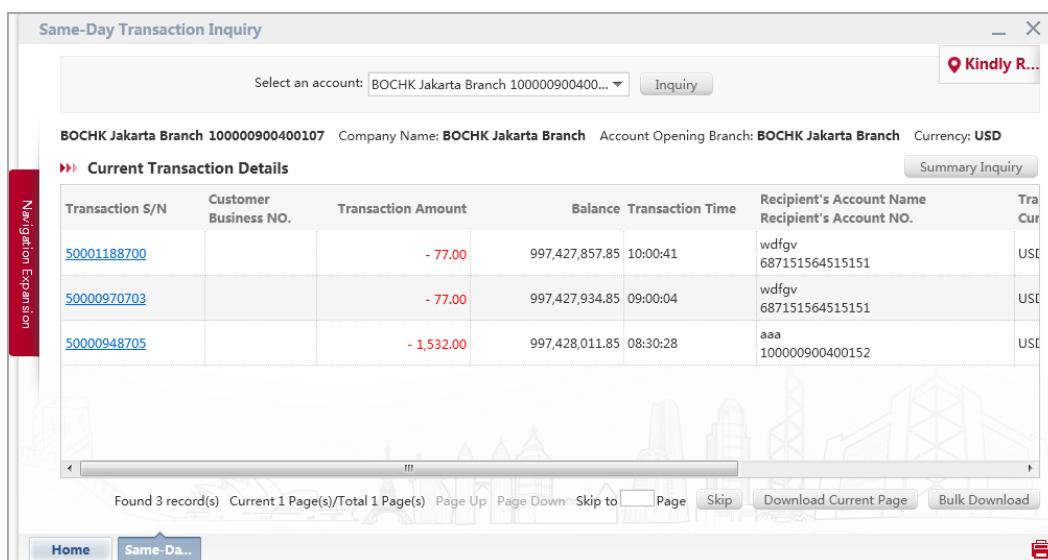 Same-Day Transaction Inquiry
Kindly R...
Select an account: BOCHK Jakarta Branch 100000900400... Inquiry
BOCHK Jakarta Branch 100000900400107 Company Name: BOCHK Jakarta Branch Account Opening Branch: BOCHK Jakarta Branch Currency: USD
Current Transaction Details Summary Inquiry
Navigation Expansion
Transaction S/N Customer Business NO. Transaction Amount Balance Transaction Time Recipient's Account Name Recipient's Account NO. Tra Cur
50001188700 - 77.00 997,427,857.85 10:00:41 wdfgv 687151564515151 USD
50000970703 - 77.00 997,427,934.85 09:00:04 wdfgv 687151564515151 USD
50000948705 - 1,532.00 997,428,011.85 08:30:28 aaa 100000900400152 USD
Found 3 record(s) Current 1 Page(s)/Total 1 Page(s) Page Up Page Down Skip to Page Skip Download Current Page Bulk Download
Home Same-Da...